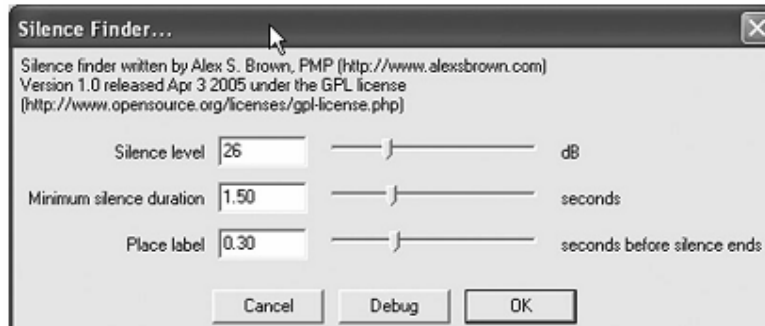 Silence Finder...
Silence finder written by Alex S. Brown, PMP (http://www.alexsbrown.com)
Version 1.0 released Apr 3 2005 under the GPL license
(http://www.opensource.org/licenses/gpl-license.php)
Silence level 26 dB
Minimum silence duration 1.50 seconds
Place label 0.30 seconds before silence ends
Cancel Debug OK